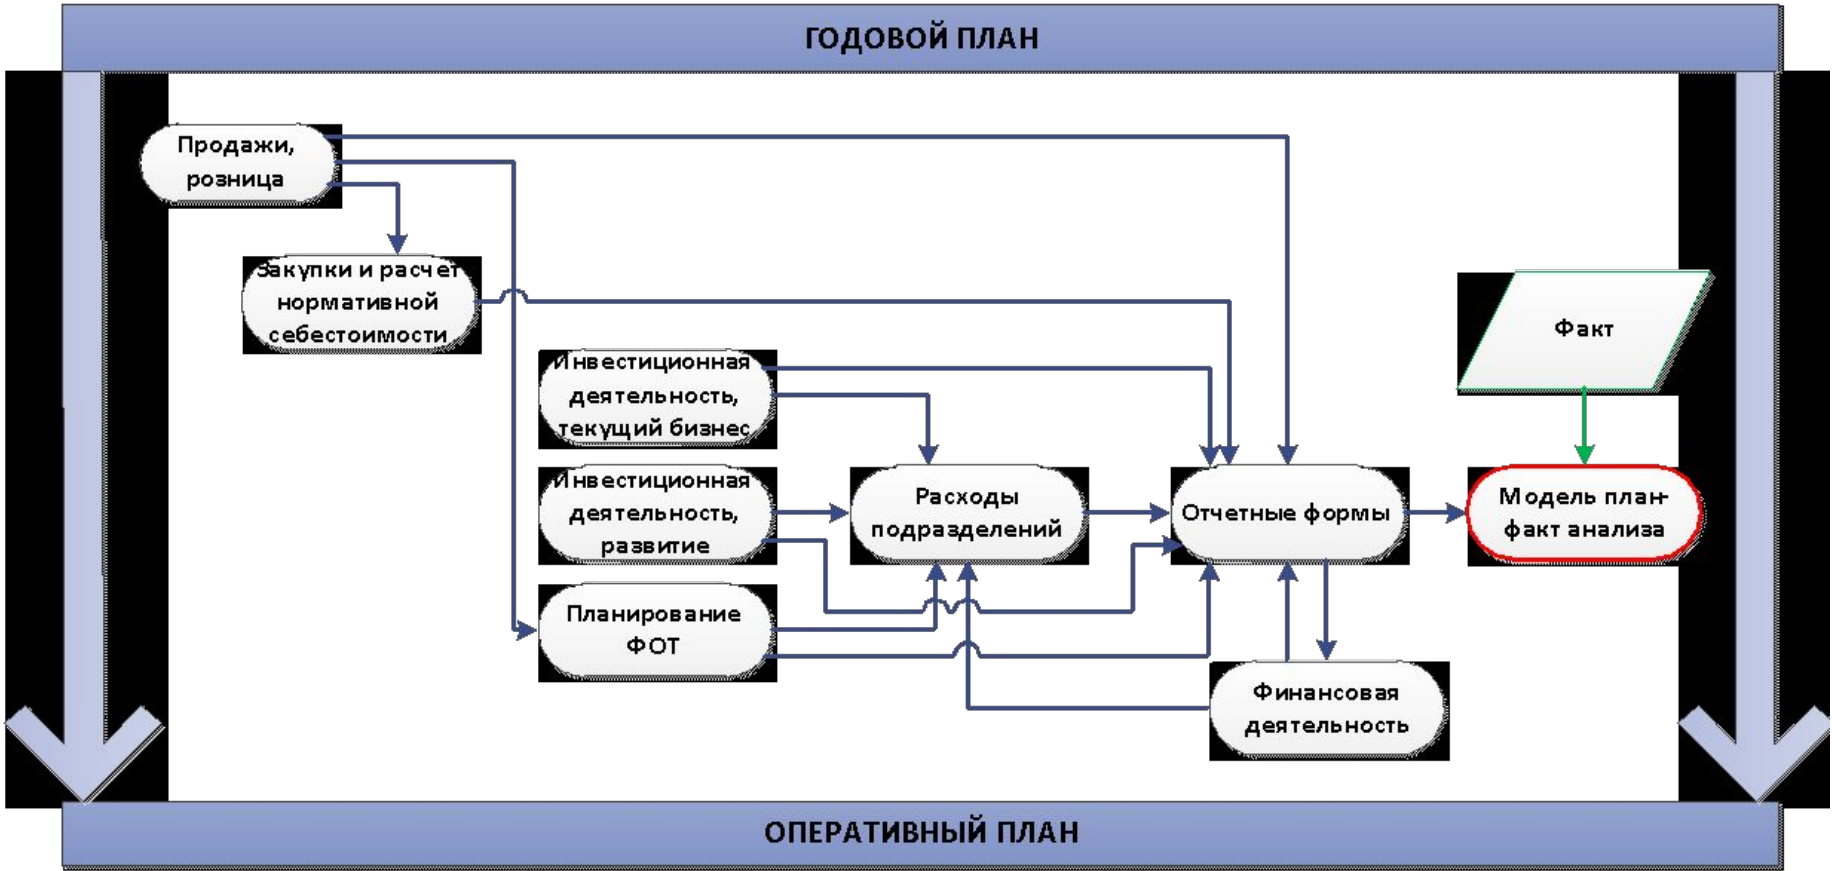 ГОДОВОЙ ПЛАН
Продажи,
розница
Закупки и расчет
нормативной
себестоимости
Факт
Инвестиционная
деятельность,
текущий бизнес
Инвестиционная
деятельность,
развитие
Расходы
подразделений
Отчетные формы
Модель план-
факт анализа
Планирование
ФОТ
Финансовая
деятельность
ОПЕРАТИВНЫЙ ПЛАН